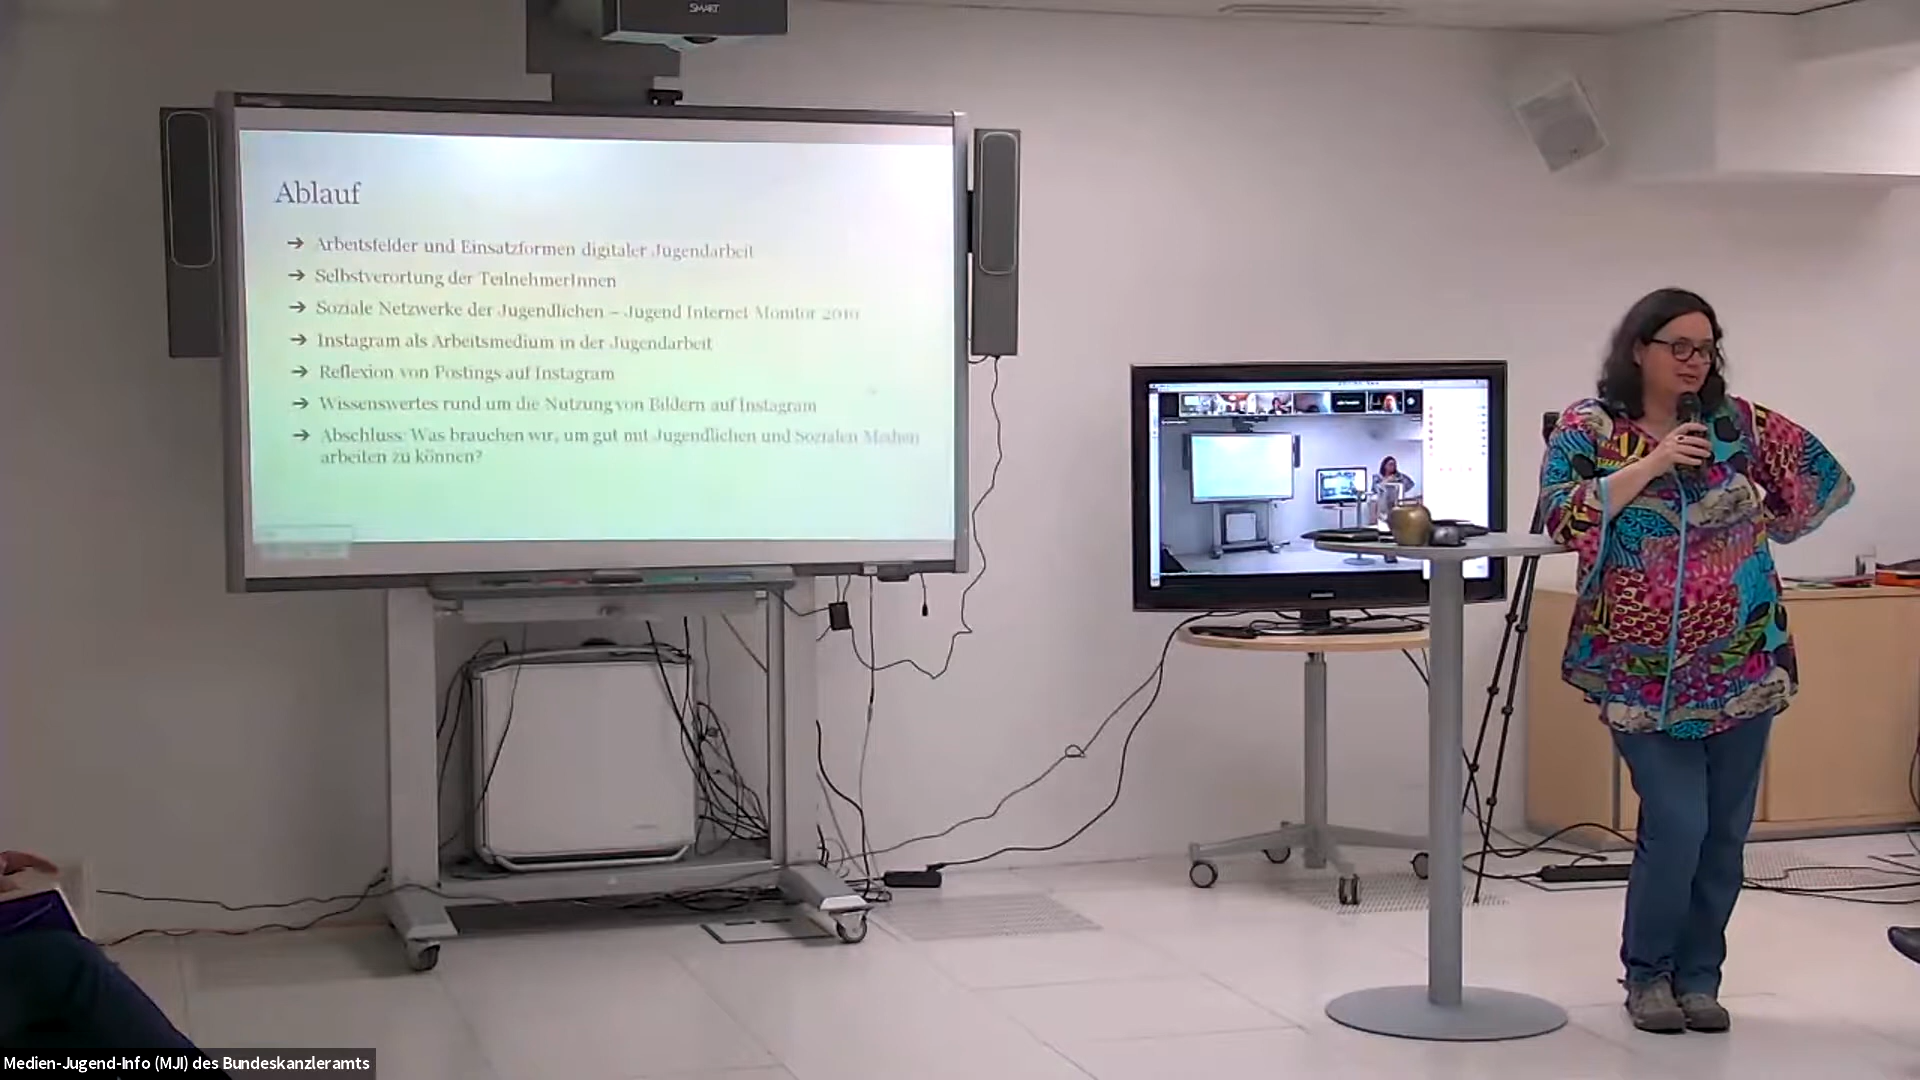 SMART
Ablauf
➔ Arbeitsfelder und Einsatzformen digitaler Jugendarbeit
➔ Selbstverortung der TeilnehmerInnen
➔ Soziale Netzwerke der Jugendlichen – Jugend Internet Monitor 2019
➔ Instagram als Arbeitsmedium in der Jugendarbeit
➔ Reflexion von Postings auf Instagram
➔ Wissenswertes rund um die Nutzung von Bildern auf Instagram
➔ Abschluss: Was brauchen wir, um gut mit Jugendlichen und Sozialen Medien
arbeiten zu können?
SAMSUNG
Medien-Jugend-Info (MJI) des Bundeskanzleramts